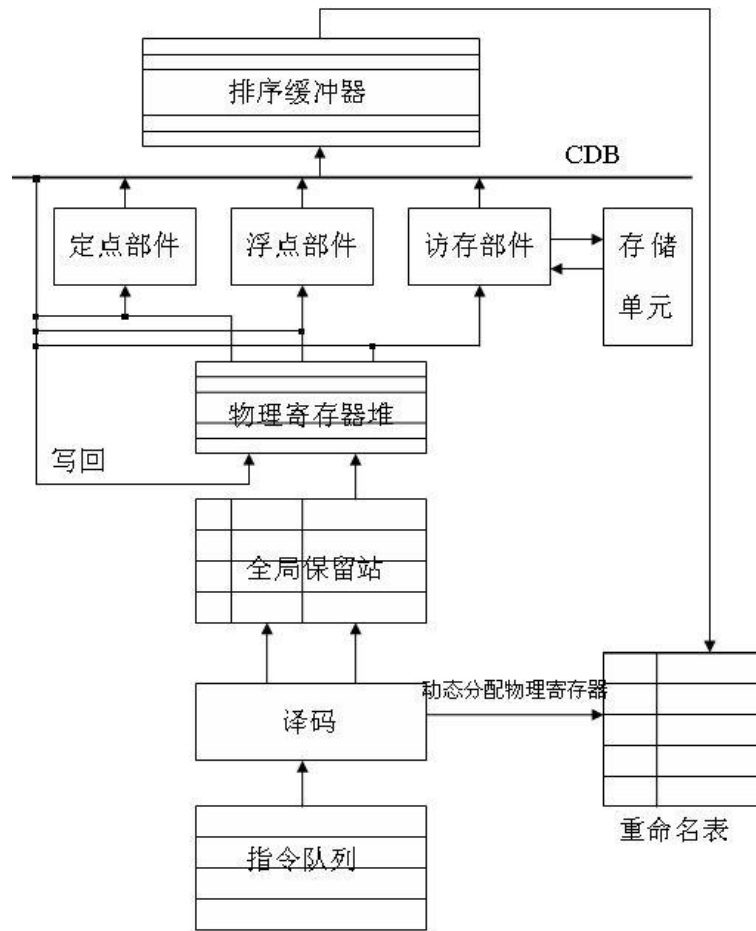 排序缓冲器
CDB
定点部件
浮点部件
访存部件
存储
单元
物理寄存器堆
写回
全局保留站
动态分配物理寄存器
译码
重命名表
指令队列